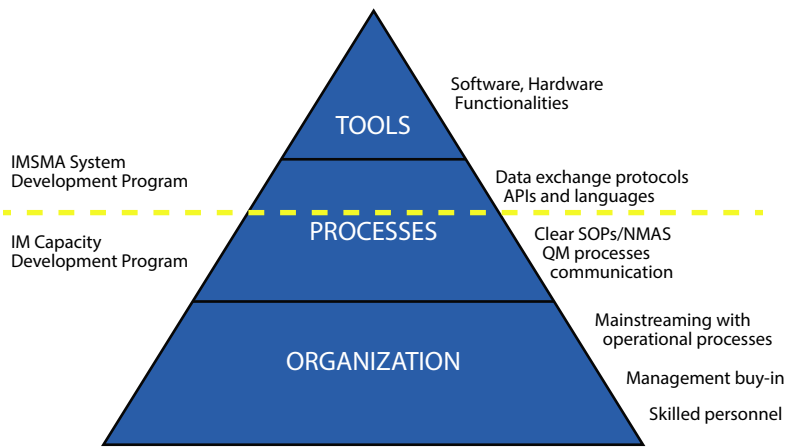 Software, Hardware
Functionalities
TOOLS
IMSMA System
Development Program
Data exchange protocols
APIs and languages
PROCESSES
IM Capacity
Development Program
Clear SOPs/NMAS
QM processes
communication
Mainstreaming with
operational processes
ORGANIZATION
Management buy-in
Skilled personnel